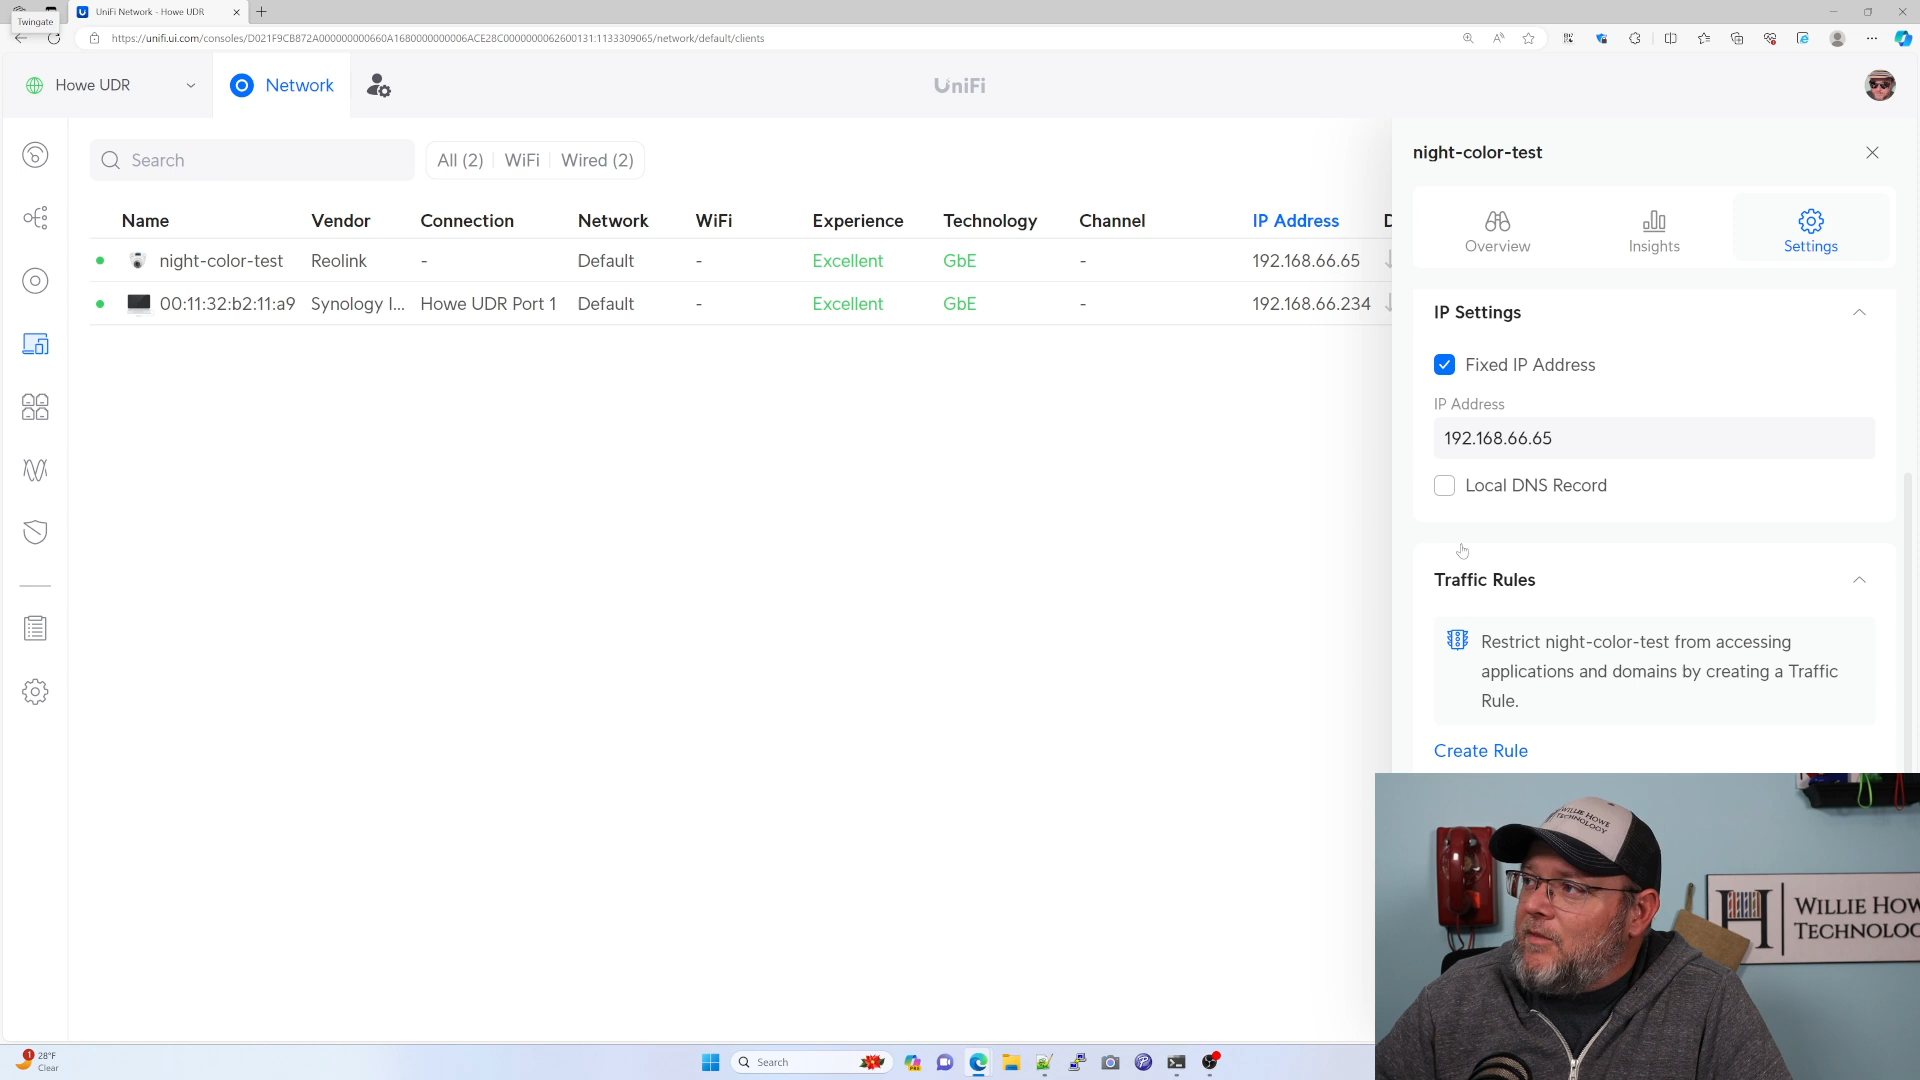 Twingate
UniFi Network - Howe UDR
https://unifi.ui.com/consoles/D021F9CB872A000000000660A1680000000006ACE28C0000000062600131:1133309065/network/default/clients
Howe UDR
Network
UniFi
Search
All (2)
WiFi
Wired (2)
Name Vendor Connection Network WiFi Experience Technology Channel IP Address D
night-color-test Reolink - Default - Excellent GbE - 192.168.66.65
00:11:32:b2:11:a9 Synology I... Howe UDR Port 1 Default - Excellent GbE - 192.168.66.234
night-color-test
Overview
Insights
Settings
IP Settings
Fixed IP Address
IP Address
192.168.66.65
Local DNS Record
Traffic Rules
Restrict night-color-test from accessing
applications and domains by creating a Traffic
Rule.
Create Rule
WILLIE HOWE
TECHNOLOGY
H
WILLIE HOW
TECHNOLOG
1
28°F
Clear
Search